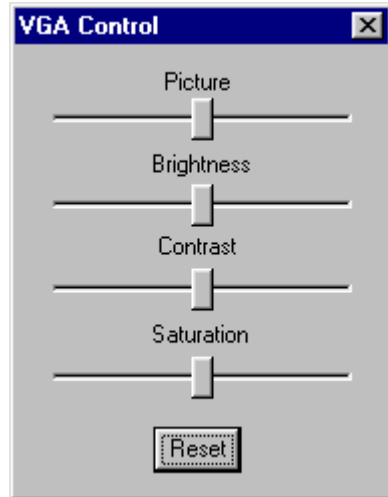 VGA Control
Picture
Brightness
Contrast
Saturation
Reset